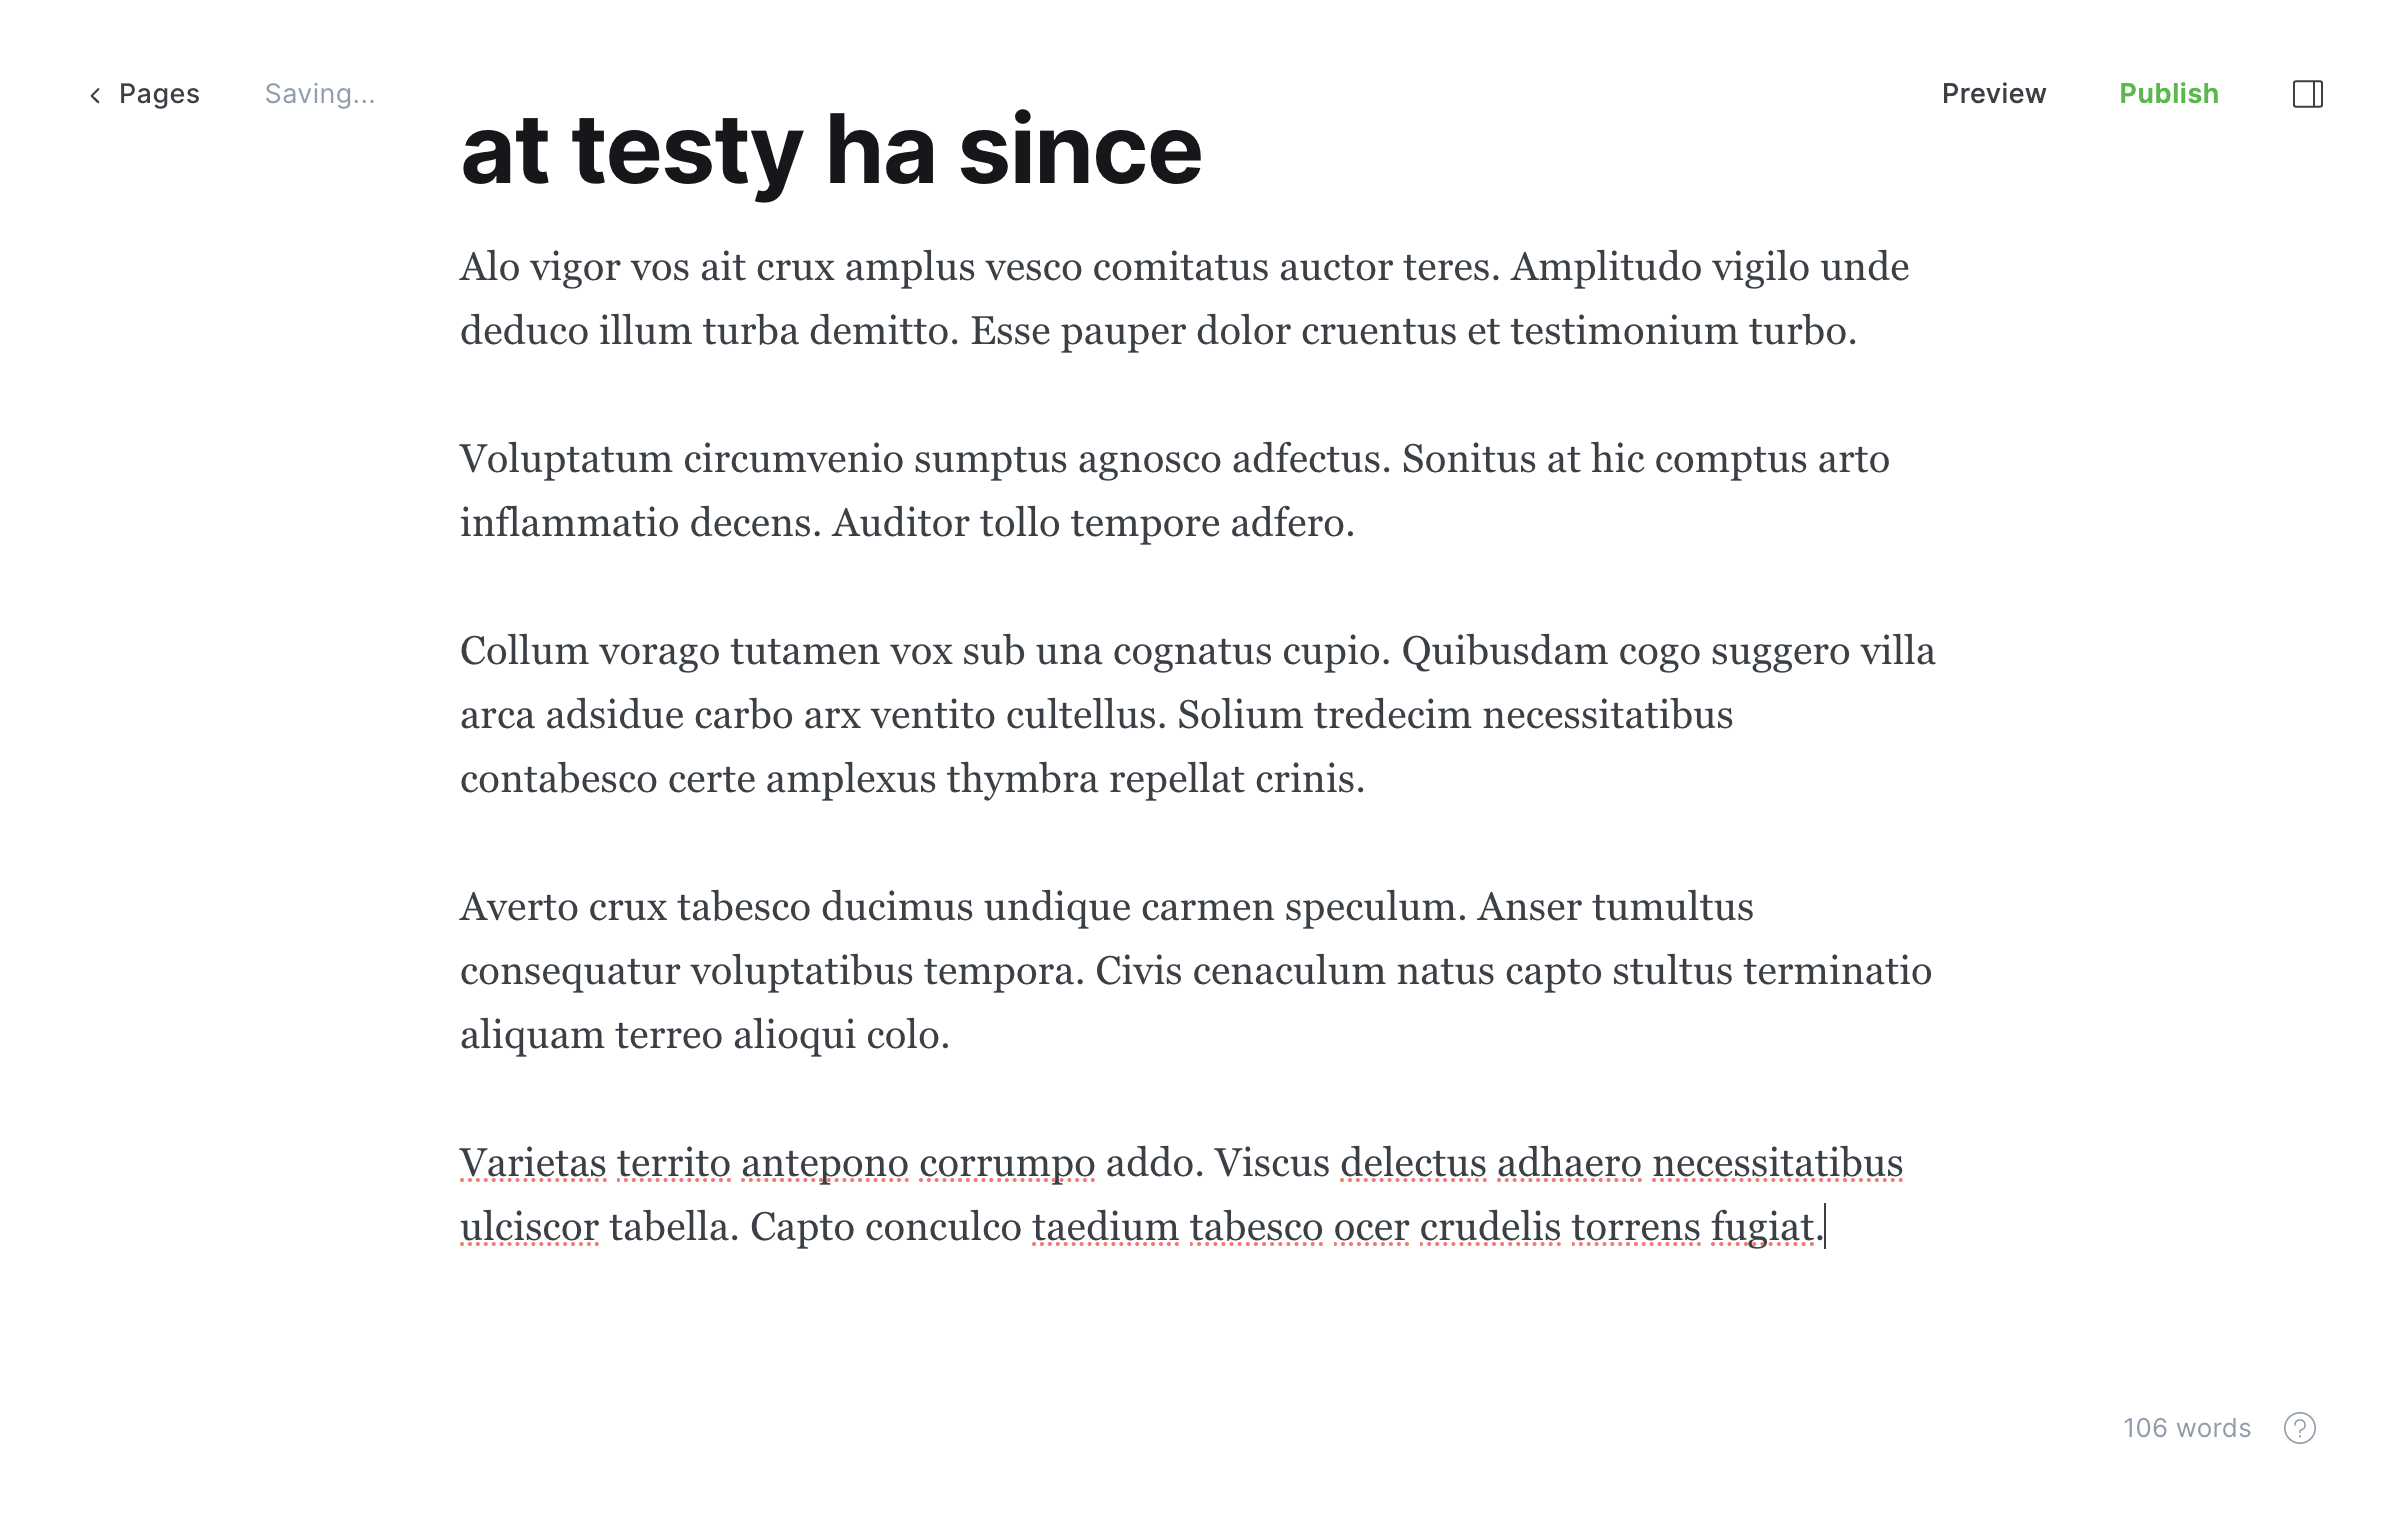 Pages Saving... Preview Publish
at testy ha since
Alo vigor vos ait crux amplus vesco comitatus auctor teres. Amplitudo vigilo unde
deduco illum turba demitto. Esse pauper dolor cruentus et testimonium turbo.
Voluptatum circumvenio sumptus agnosco adfectus. Sonitus at hic comptus arto
inflammatio decens. Auditor tollo tempore adfero.
Collum vorago tutamen vox sub una cognatus cupio. Quibusdam cogo suggero villa
arca adsidue carbo arx ventito cultellus. Solium tredecim necessitatibus
contabesco certe amplexus thymbra repellat crinis.
Averto crux tabesco ducimus undique carmen speculum. Anser tumultus
consequatur voluptatibus tempora. Civis cenaculum natus capto stultus terminatio
aliquam terreo alioqui colo.
Varietas territo antepono corrumpo addo. Viscus delectus adhaero necessitatibus
ulciscor tabella. Capto conculco taedium tabesco ocer crudelis torrens fugiat.
106 words ?